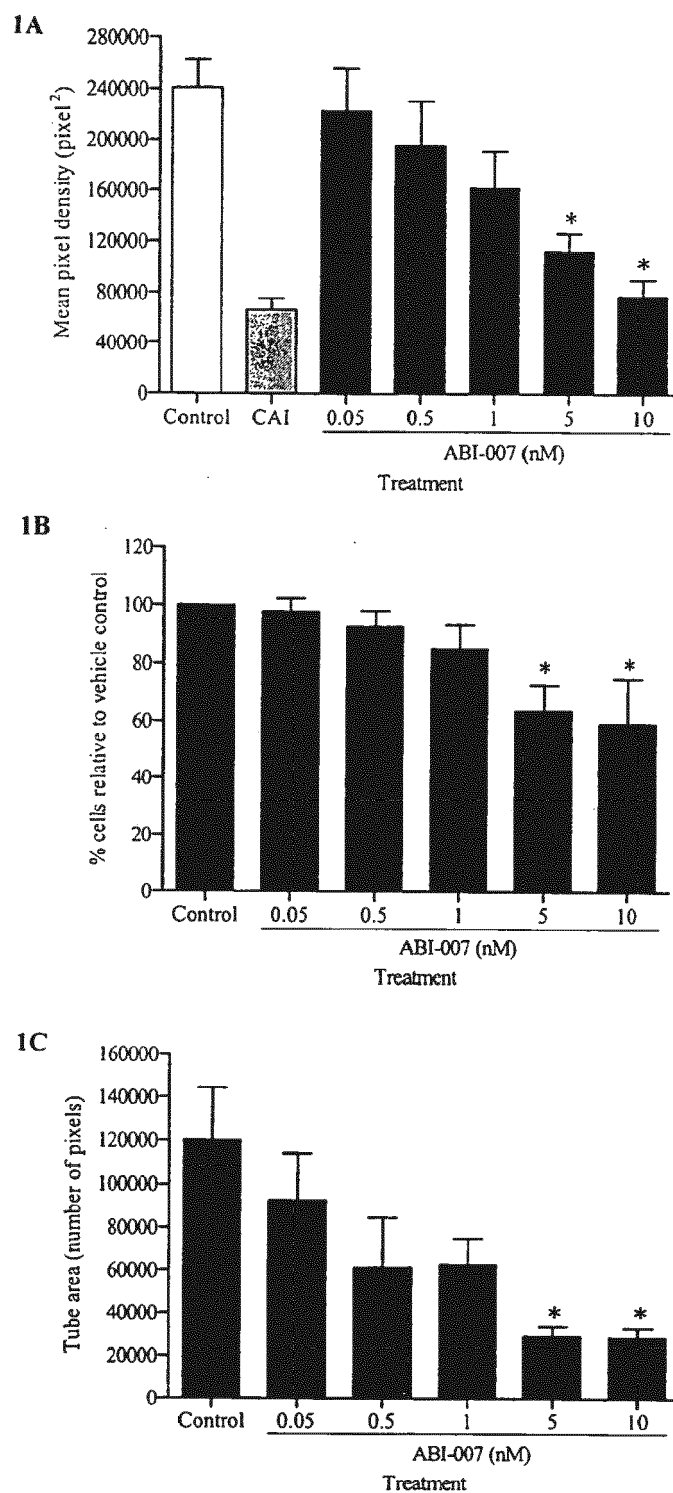 1A
Mean pixel density (pixel ²)
280000
240000
200000
160000
120000
80000
40000
0
* *
Control CAI 0.05 0.5 1 5 10
ABI-007 (nM)
Treatment
1B
% cells relative to vehicle control
120
100
80
60
40
20
0
* *
Control 0.05 0.5 1 5 10
ABI-007 (nM)
Treatment
1C
Tube area (number of pixels)
160000
140000
120000
100000
80000
60000
40000
20000
0
* *
Control 0.05 0.5 1 5 10
ABI-007 (nM)
Treatment